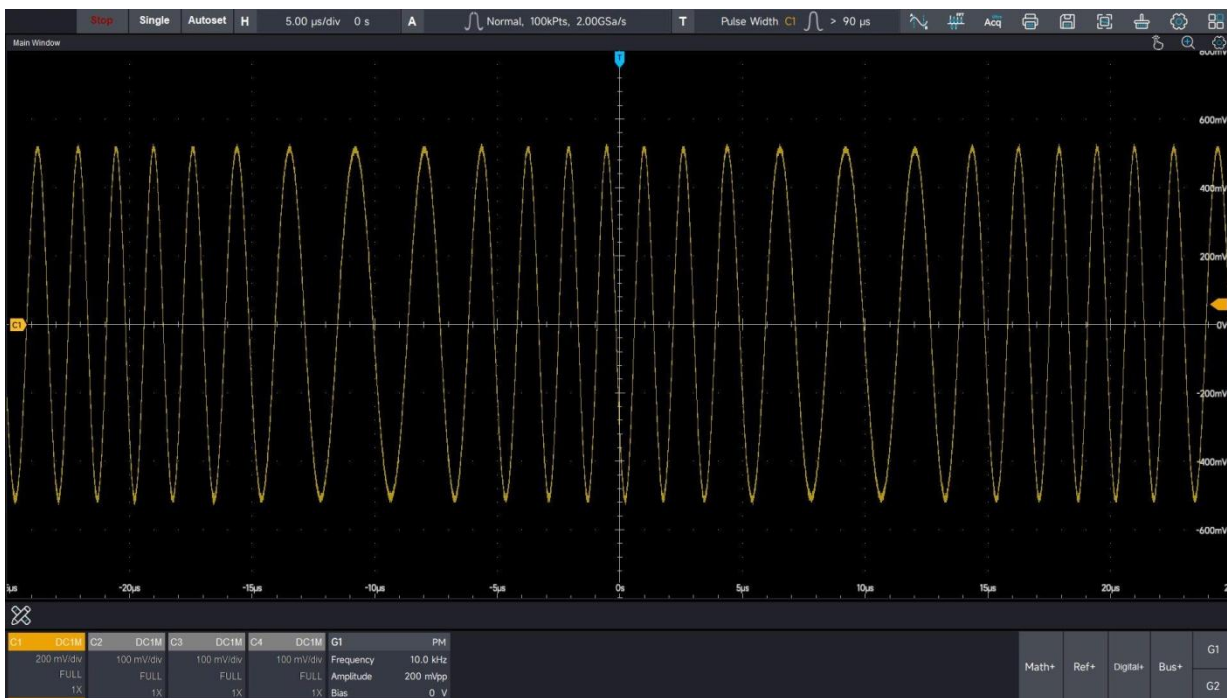 Stop Single Autoset H 5.00 μs/div 0 s A Normal, 100kPts, 2.00GSa/s T Pulse Width C1 > 90 μs Acq
Main Window
800mV
T
600mV
400mV
200mV
C1 0V
-200mV
-400mV
-600mV
-20μs -15μs -10μs -5μs 0s 5μs 10μs 15μs 20μs
C1 DC1M C2 DC1M C3 DC1M C4 DC1M G1 PM
200 mV/div 100 mV/div 100 mV/div 100 mV/div Frequency 10.0 kHz Math+ Ref+ Digital+ Bus+ G1
FULL FULL FULL FULL Amplitude 200 mVpp
1X 1X 1X 1X Bias 0 V G2